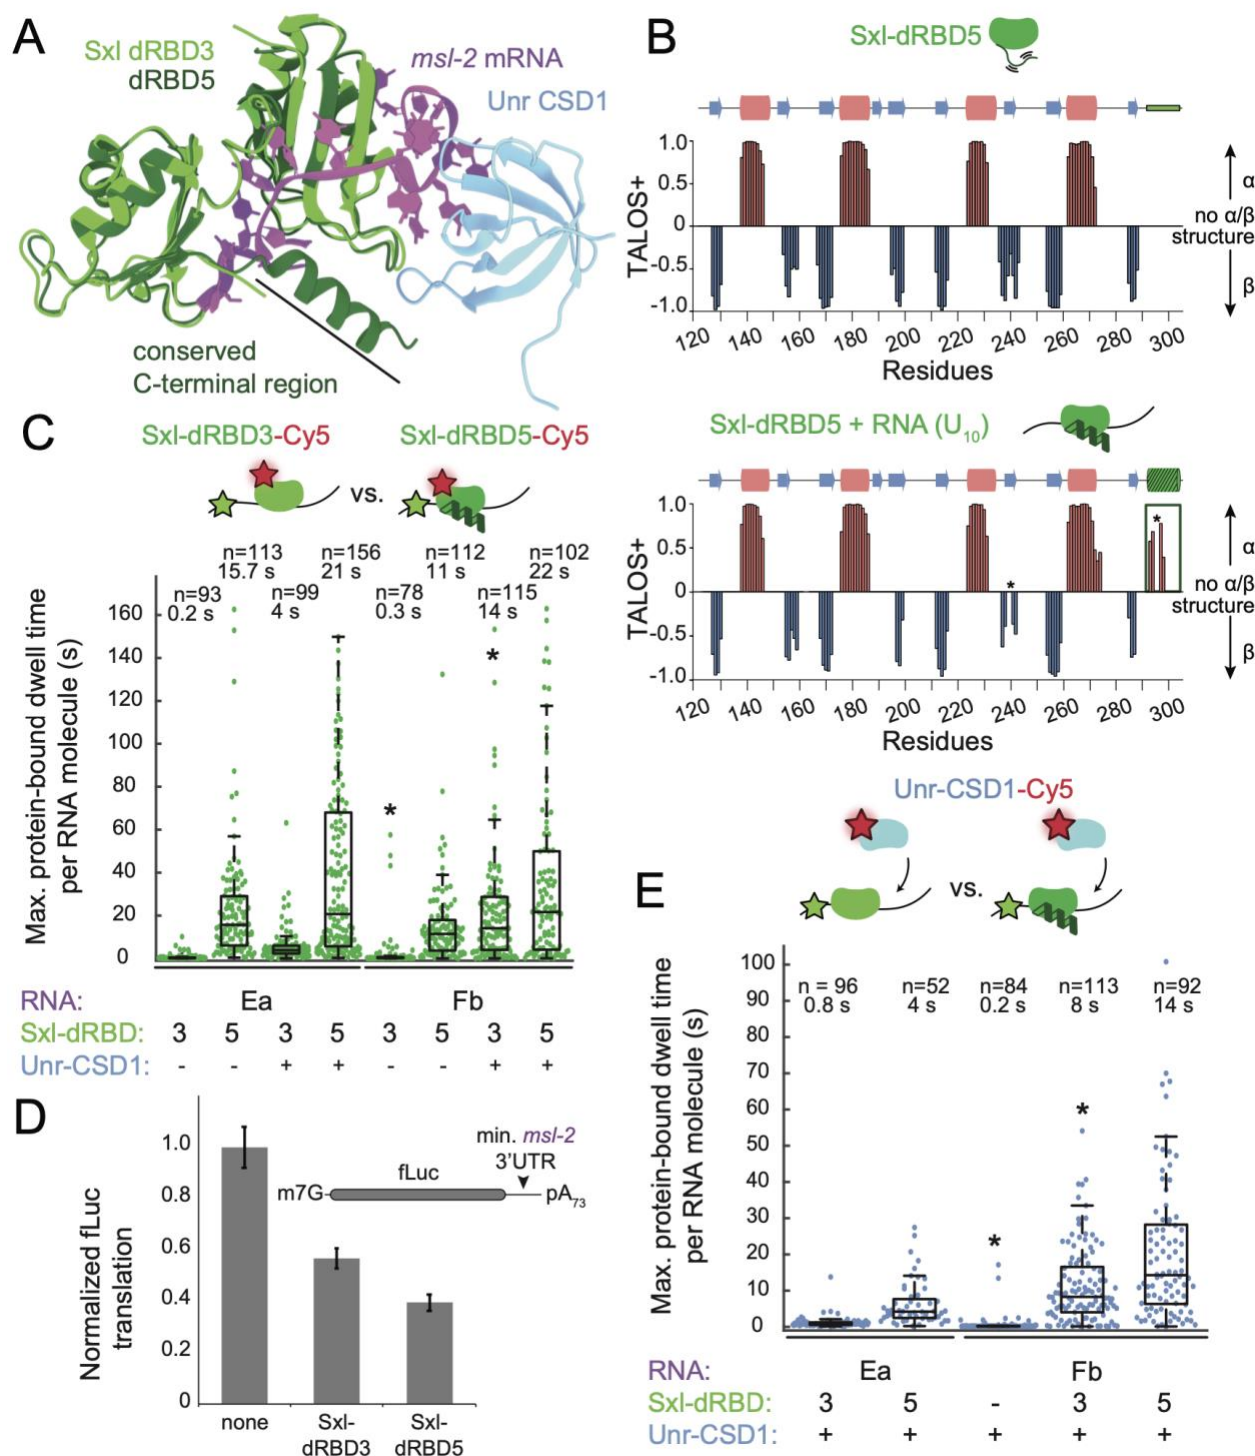 A
Sxl dRBD3
dRBD5
msl-2 mRNA
Unr CSD1
conserved
C-terminal region
B
Sxl-dRBD5
TALOS+
1.0
0.5
0
-0.5
-1.0
α
no α/β
structure
β
120 140 160 180 200 220 240 260 280 300
Residues
Sxl-dRBD5 + RNA (U10)
TALOS+
1.0
0.5
0
-0.5
-1.0
* *
α
no α/β
structure
β
120 140 160 180 200 220 240 260 280 300
Residues
C
Sxl-dRBD3-Cy5 Sxl-dRBD5-Cy5
vs.
n=113 n=156 n=112 n=102
15.7 s 21 s 11 s 22 s
n=93 n=99 n=78 n=115
0.2 s 4 s 0.3 s 14 s
Max. protein-bound dwell time
per RNA molecule (s)
160
140
120
100
80
60
40
20
0
* *
RNA: Ea Fb
Sxl-dRBD: 3 5 3 5 3 5 3 5
Unr-CSD1: - - + + - - + +
D
Normalized fLuc
translation
1.0
0.8
0.6
0.4
0.2
0
min. msl-2
3'UTR
fLuc
m7G pA73
none Sxl- Sxl-
dRBD3 dRBD5
Unr-CSD1-Cy5
E
vs.
n = 96 n=52 n=84 n=113 n=92
0.8 s 4 s 0.2 s 8 s 14 s
Max. protein-bound dwell time
per RNA molecule (s)
100
90
80
70
60
50
40
30
20
10
0
* *
RNA: Ea Fb
Sxl-dRBD: 3 5 - 3 5
Unr-CSD1: + + + + +